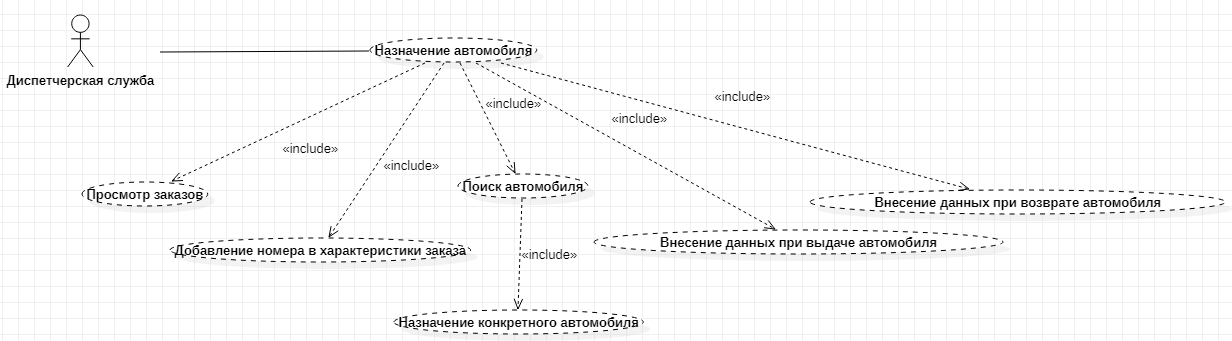 Назначение автомобиля
Диспетчерская служба
«include»
«include»
«include»
«include»
«include»
Просмотр заказов
Поиск автомобиля
Внесение данных при возврате автомобиля
Добавление номера в характеристики заказа
Внесение данных при выдаче автомобиля
«include»
Назначение конкретного автомобиля